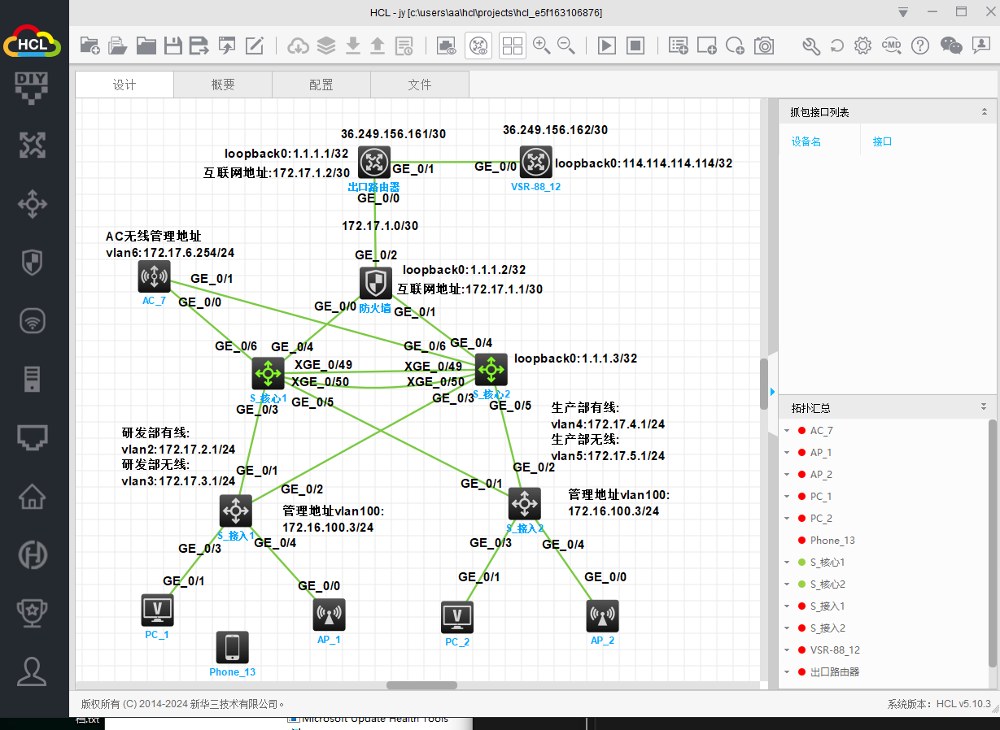 HCL - jy [c:\users\aa\hcl\projects\hcl_e5f163106876]
HCL
DIY
CMD
设计
概要
配置
文件
36.249.156.161/30
36.249.156.162/30
loopback0:1.1.1.1/32
互联网地址:172.17.1.2/30
GE_0/1
GE_0/0
loopback0:114.114.114.114/32
出口路由器
VSR-88_12
GE_0/0
172.17.1.0/30
AC无线管理地址
vlan6:172.17.6.254/24
GE_0/2
loopback0:1.1.1.2/32
互联网地址:172.17.1.1/30
GE_0/1
AC_7
GE_0/0
GE_0/0
防火墙
GE_0/1
GE_0/6
GE_0/4
GE_0/6
GE_0/4
loopback0:1.1.1.3/32
XGE_0/49
XGE_0/49
XGE_0/50
XGE_0/50
S_核心1
S_核心2
GE_0/3
GE_0/5
GE_0/3
GE_0/5
研发部有线:
vlan2:172.17.2.1/24
研发部无线:
vlan3:172.17.3.1/24
生产部有线:
vlan4:172.17.4.1/24
生产部无线:
vlan5:172.17.5.1/24
GE_0/1
GE_0/2
GE_0/1
GE_0/2
管理地址vlan100:
172.16.100.3/24
管理地址vlan100:
172.16.100.3/24
S_接入1
S_接入2
GE_0/3
GE_0/4
GE_0/3
GE_0/4
GE_0/1
GE_0/0
GE_0/1
GE_0/0
V
V
PC_1
AP_1
PC_2
AP_2
Phone_13
抓包接口列表
设备名
接口
拓扑汇总
AC_7
AP_1
AP_2
PC_1
PC_2
Phone_13
S_核心1
S_核心2
S_接入1
S_接入2
VSR-88_12
出口路由器
版权所有 (C) 2014-2024 新华三技术有限公司。
系统版本：HCL v5.10.3
档.txt
Microsoft Update Health Tools